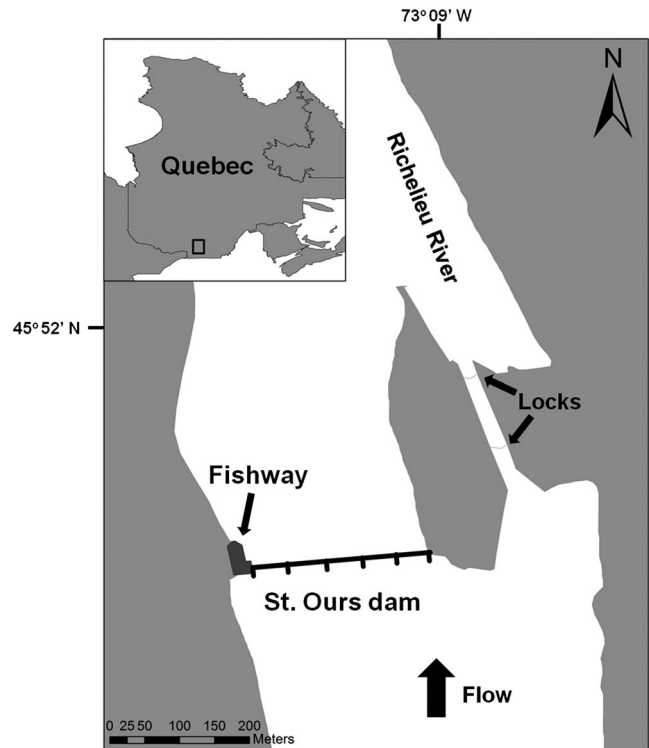 73° 09' W
N
Quebec
Richelieu River
45° 52' N
Locks
Fishway
St. Ours dam
Flow
0 25 50 100 150 200
Meters